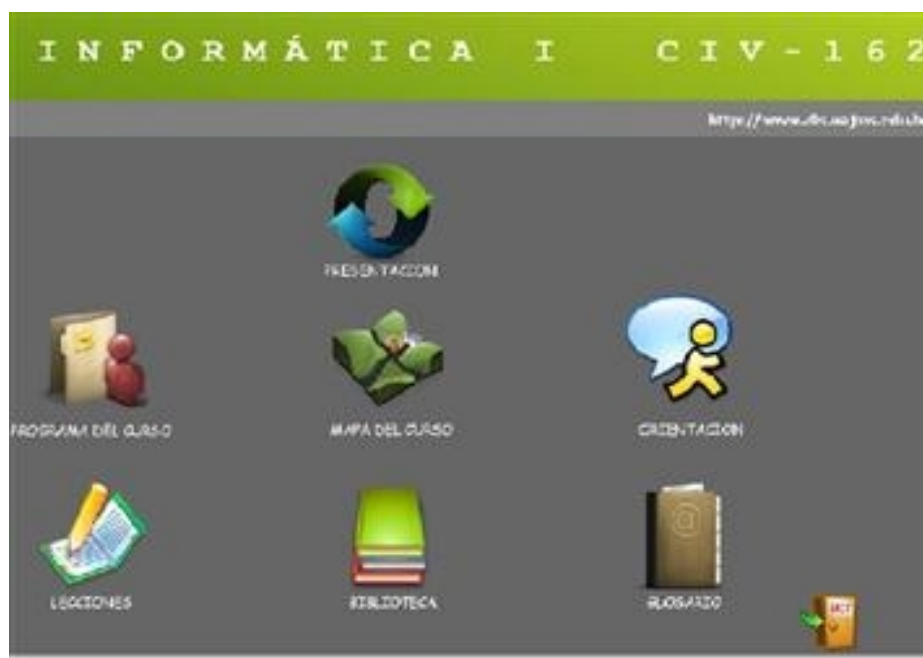 INFORMÁTICA I CIV-162
PRESENTACION
PROGRAMA DEL CURSO
MAPA DEL CURSO
ORIENTACION
LECCIONES
BIBLIOTECA
GLOSARIO